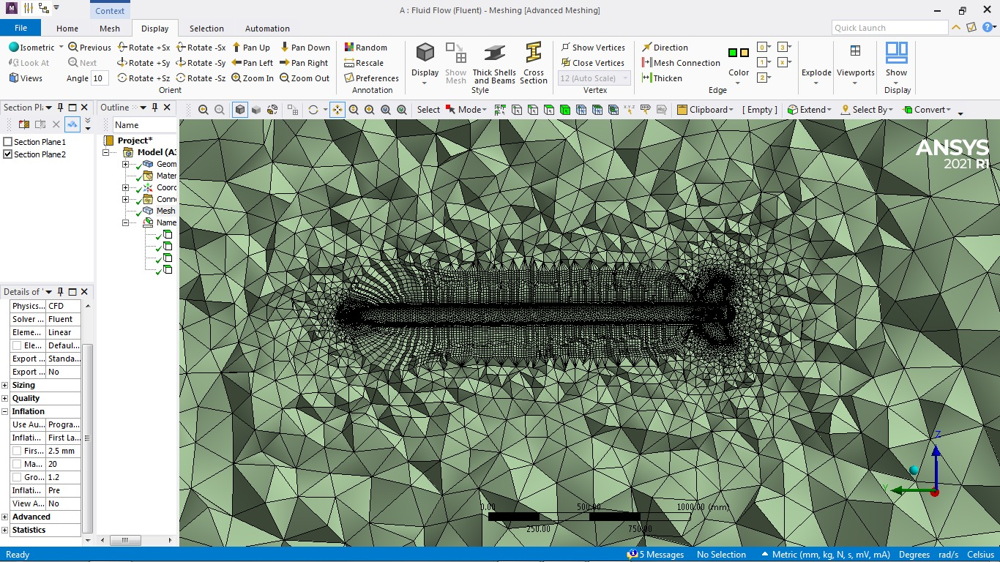 Context
A : Fluid Flow (Fluent) - Meshing [Advanced Meshing]
File Home Mesh Display Selection Automation Quick Launch
Isometric Previous Rotate +Sx Rotate -Sx Pan Up Pan Down Random Show Vertices Direction
Look At Next Rotate +Sy Rotate -Sy Pan Left Pan Right Rescale Close Vertices Mesh Connection
Views Angle 10 Rotate +Sz Rotate -Sz Zoom In Zoom Out Preferences 12 (Auto Scale) Thicken
Display Show Mesh Thick Shells and Beams Cross Section Color 0 3 1 x 2 Explode Viewports Show
Orient Annotation Style Vertex Edge Display
Section Pl Outline Select Mode Clipboard [ Empty ] Extend Select By Convert
Section Plane1
Section Plane2
Name
Project*
Model (A3
Geom
Mater
Coord
Conne
Mesh
Name
ANSYS
2021 R1
Details of '
Physics... CFD
Solver ... Fluent
Eleme... Linear
Ele... Defaul...
Export ... Standa...
Export ... No
Sizing
Quality
Inflation
Use Au... Progra...
Inflati... First La...
Firs... 2.5 mm
Ma... 20
Gro... 1.2
Inflati... Pre
View A... No
Advanced
Statistics
Z
Y
0.00 500.00 1000.00 (mm)
250.00 750.00
Ready 5 Messages No Selection Metric (mm, kg, N, s, mV, mA) Degrees rad/s Celsius